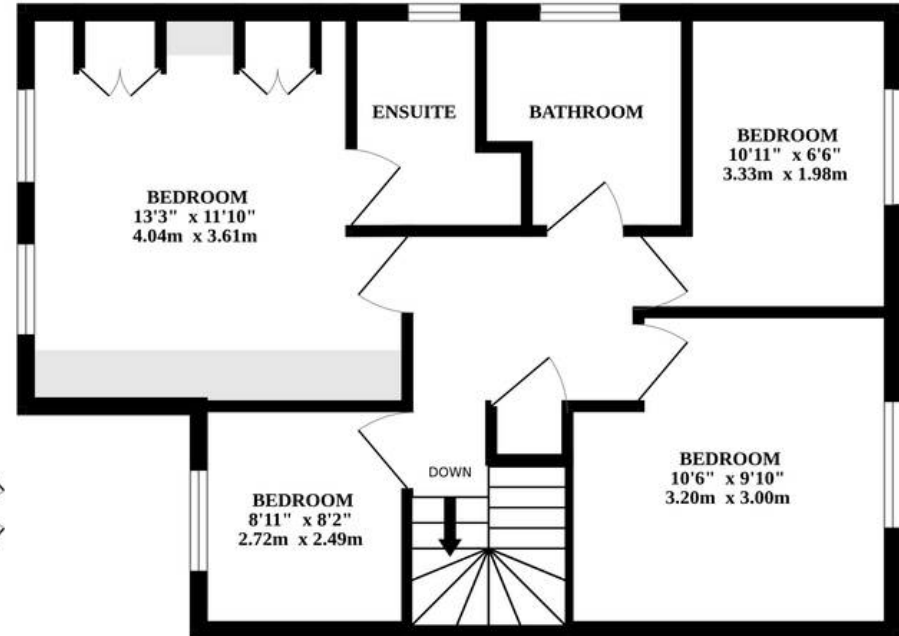 ENSUITE
BATHROOM
BEDROOM
10'11" x 6'6"
3.33m x 1.98m
BEDROOM
13'3" x 11'10"
4.04m x 3.61m
BEDROOM
10'6" x 9'10"
3.20m x 3.00m
DOWN
BEDROOM
8'11" x 8'2"
2.72m x 2.49m